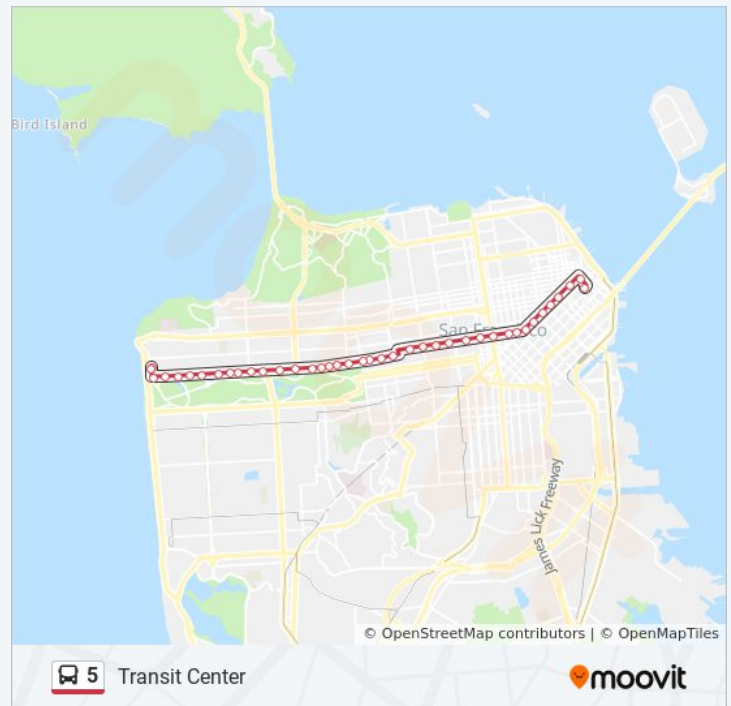 Bird Island
San Francisco
James Lick Freeway
© OpenStreetMap contributors | © OpenMapTiles
5 Transit Center
moovit